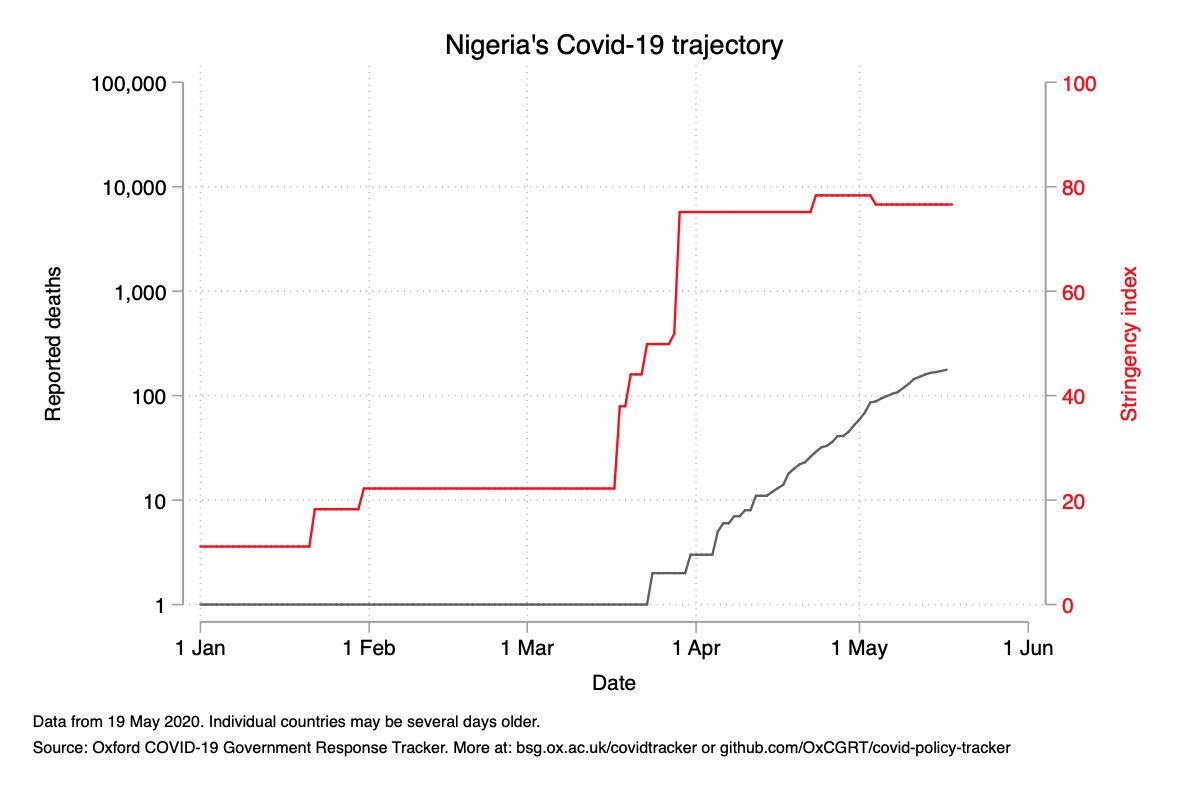 Nigeria's Covid-19 trajectory
100,000
10,000
1,000
100
10
1
Reported deaths
100
80
60
40
20
0
Stringency index
1 Jan
1 Feb
1 Mar
1 Apr
1 May
1 Jun
Date
Data from 19 May 2020. Individual countries may be several days older.
Source: Oxford COVID-19 Government Response Tracker. More at: bsg.ox.ac.uk/covidtracker or github.com/OxCGRT/covid-policy-tracker